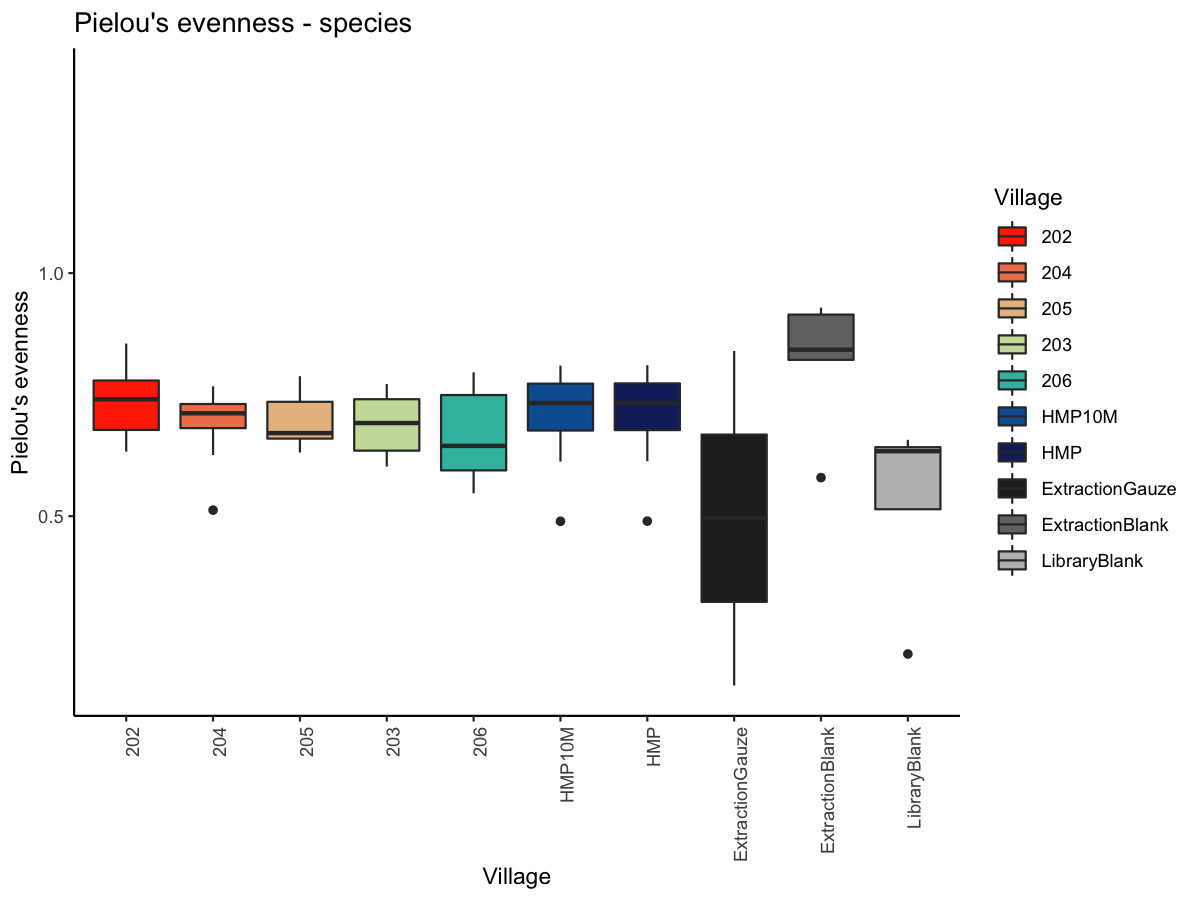 Pielou's evenness - species
Pielou's evenness
1.0
0.5
202
204
205
203
206
HMP10M
HMP
ExtractionGauze
ExtractionBlank
LibraryBlank
Village
Village
202
204
205
203
206
HMP10M
HMP
ExtractionGauze
ExtractionBlank
LibraryBlank